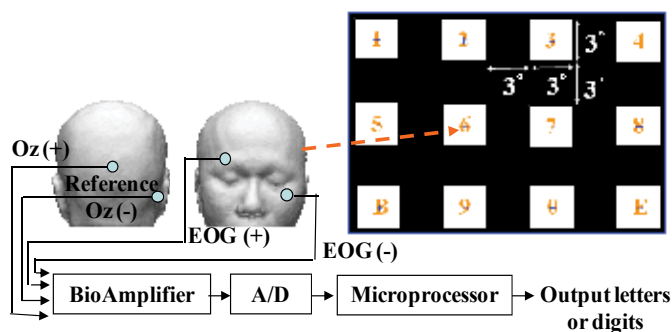 1 2 3 4
3°
3° 3° 3°
5 6 7 8
B 9 0 E
Oz (+)
Reference
Oz (-)
EOG (+)
EOG (-)
BioAmplifier A/D Microprocessor Output letters
or digits